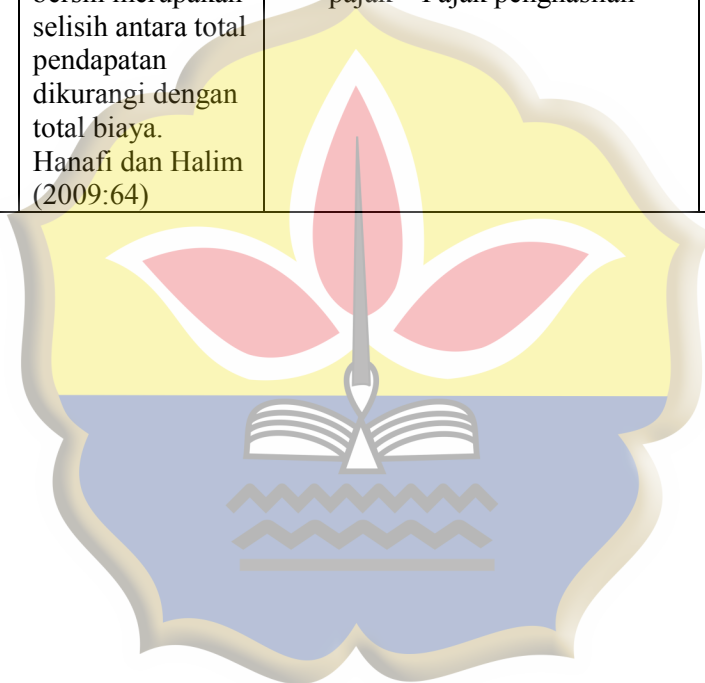 bersih merupakan
selisih antara total
pendapatan
dikurangi dengan
total biaya.
Hanafi dan Halim
(2009:64)
pajak – Pajak penghasilan